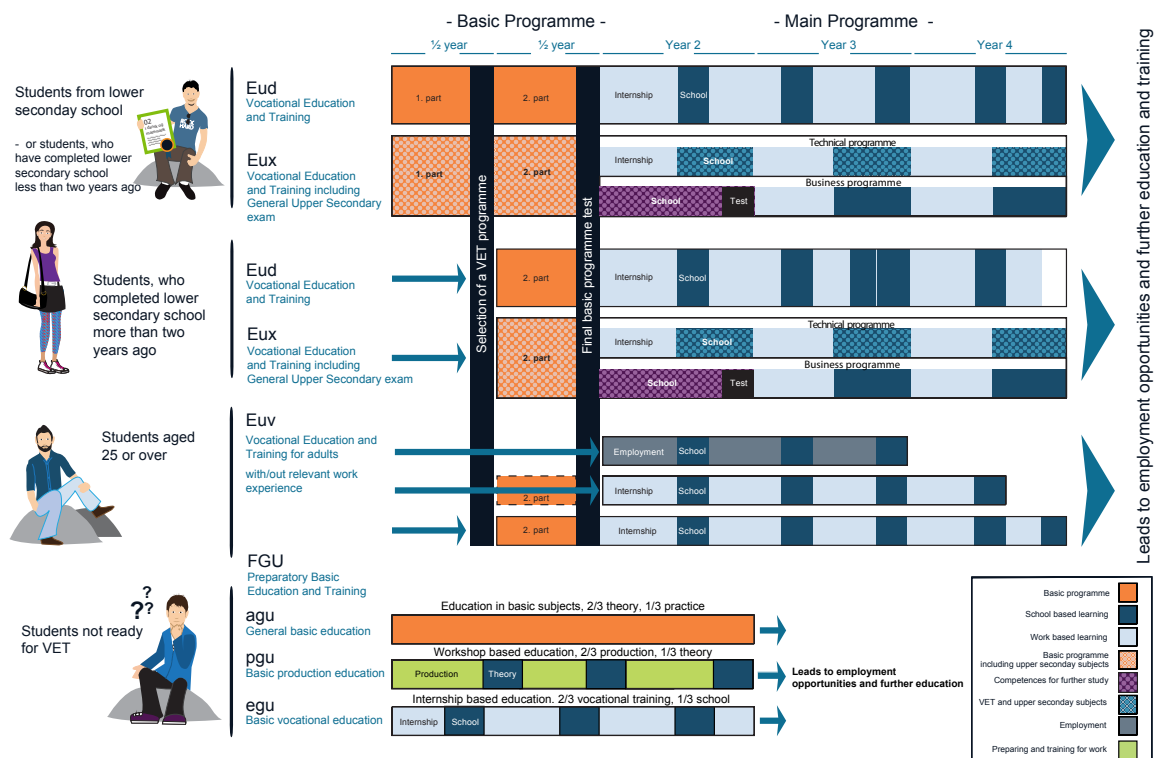 - Basic Programme -
- Main Programme -
½ year
½ year
Year 2
Year 3
Year 4
Students from lower
seconday school
- or students, who
have completed lower
secondary school
less than two years ago
Eud
Vocational Education
and Training
1. part
2. part
Internship
School
Eux
Vocational Education
and Training including
General Upper Secondary
exam
1. part
2. part
Technical programme
Internship
School
Business programme
School
Test
Selection of a VET programme
Final basic programme test
Students, who
completed lower
secondary school
more than two
years ago
Eud
Vocational Education
and Training
2. part
Internship
School
Eux
Vocational Education
and Training including
General Upper Secondary exam
2. part
Technical programme
Internship
School
Business programme
School
Test
Students aged
25 or over
Euv
Vocational Education and
Training for adults
with/out relevant work
experience
Employment
School
2. part
Internship
School
2. part
Internship
School
Leads to employment opportunities and further education and training
FGU
Preparatory Basic
Education and Training
???
Students not ready
for VET
agu
General basic education
Education in basic subjects, 2/3 theory, 1/3 practice
pgu
Basic production education
Workshop based education, 2/3 production, 1/3 theory
Production
Theory
Leads to employment
opportunities and further education
egu
Basic vocational education
Internship based education. 2/3 vocational training, 1/3 school
Internship
School
Basic programme
School based learning
Work based learning
Basic programme
including upper seconday subjects
Competences for further study
VET and upper secondary subjects
Employment
Preparing and training for work